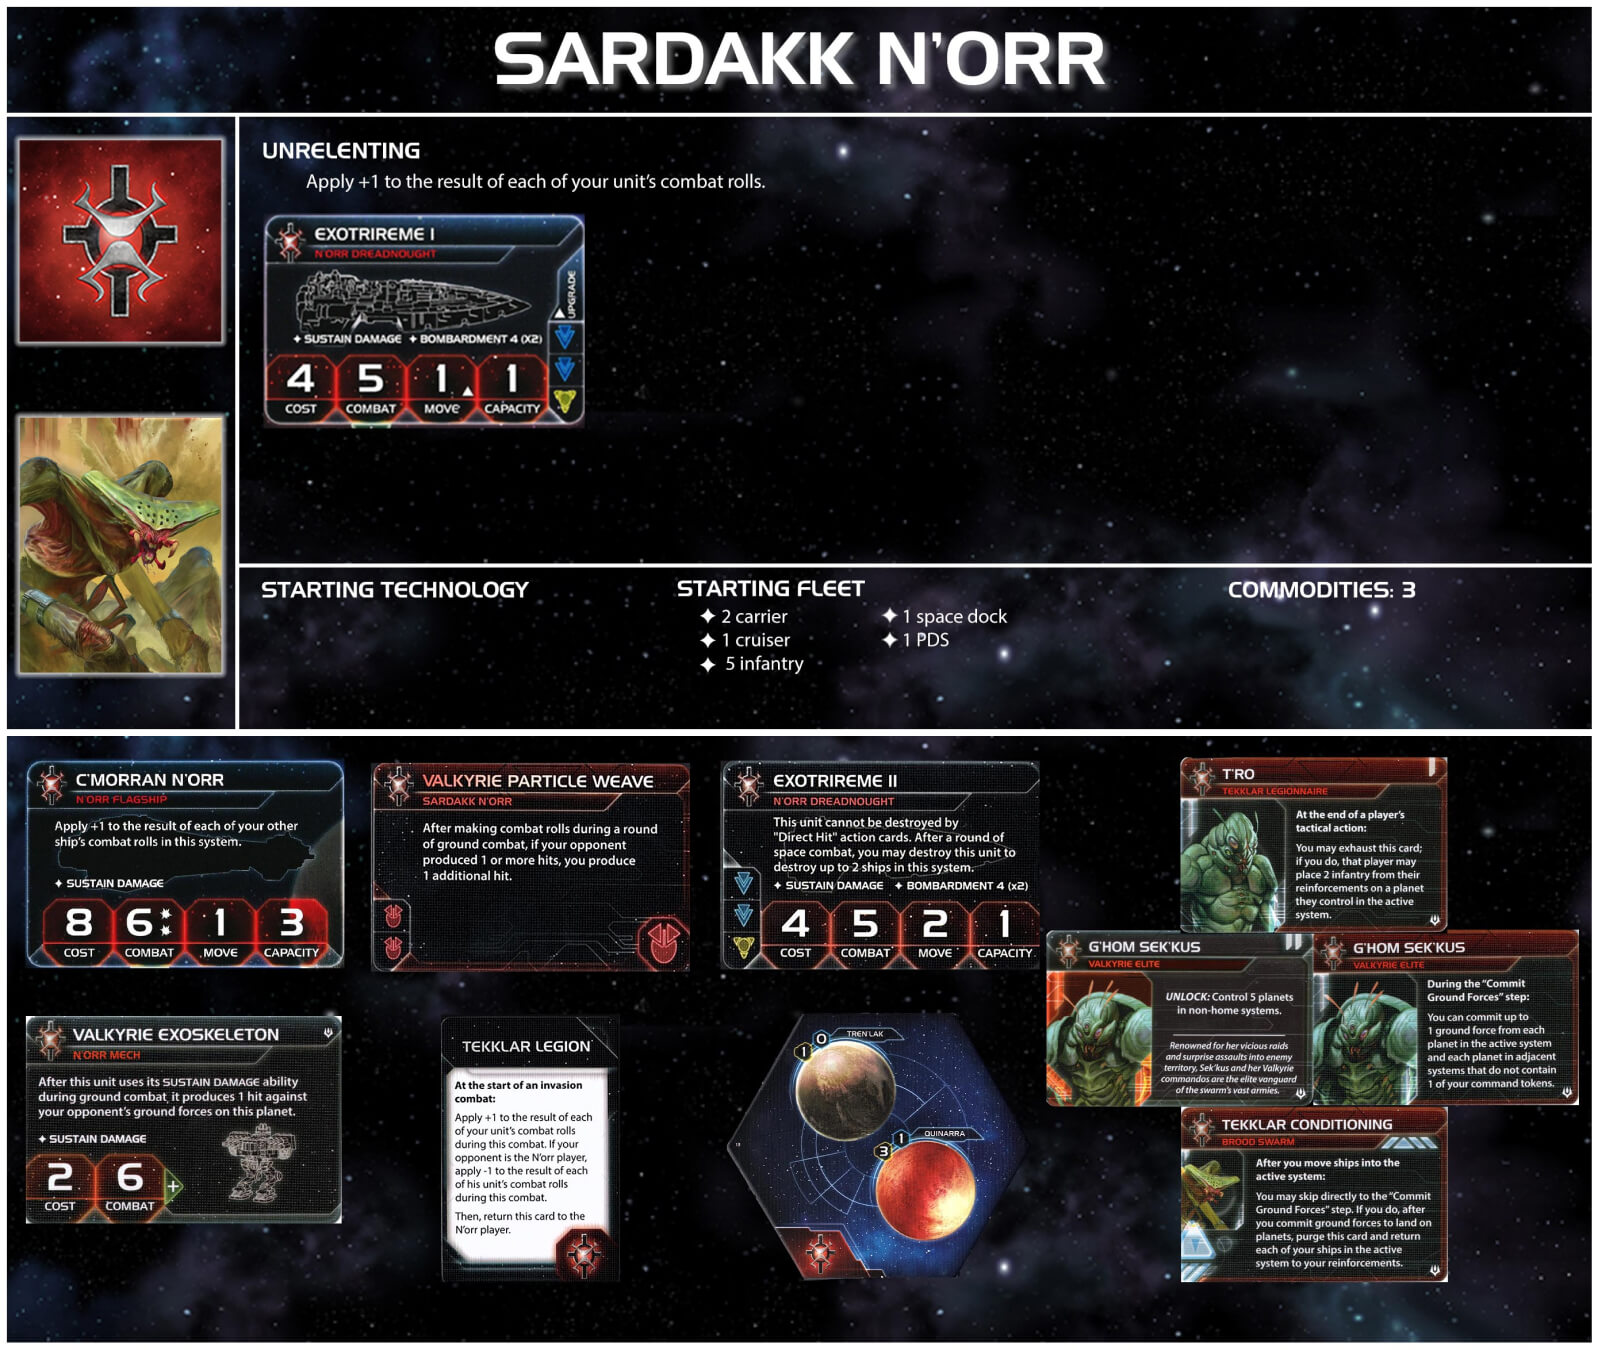 SARDAKK N'ORR
UNRELENTING
Apply +1 to the result of each of your unit's combat rolls.
EXOTRIREME I
N'ORR DREADNOUGHT
UPGRADE
✦ SUSTAIN DAMAGE ✦ BOMBARDMENT 4 (X2)
4 5 1 1
COST COMBAT MOVE CAPACITY
STARTING TECHNOLOGY
STARTING FLEET
✦ 2 carrier
✦ 1 cruiser
✦ 5 infantry
✦ 1 space dock
✦ 1 PDS
COMMODITIES: 3
C'MORRAN N'ORR
N'ORR FLAGSHIP
Apply +1 to the result of each of your other
ship's combat rolls in this system.
✦ SUSTAIN DAMAGE
8 6 1 3
COST COMBAT MOVE CAPACITY
VALKYRIE PARTICLE WEAVE
SARDAKK N'ORR
After making combat rolls during a round
of ground combat, if your opponent
produced 1 or more hits, you produce
1 additional hit.
EXOTRIREME II
N'ORR DREADNOUGHT
This unit cannot be destroyed by
"Direct Hit" action cards. After a round of
space combat, you may destroy this unit to
destroy up to 2 ships in this system.
✦ SUSTAIN DAMAGE ✦ BOMBARDMENT 4 (x2)
4 5 2 1
COST COMBAT MOVE CAPACITY
T'RO
TEKKLAR LEGIONNAIRE
At the end of a player's
tactical action:
You may exhaust this card;
if you do, that player may
place 2 infantry from their
reinforcements on a planet
they control in the active
system.
G'HOM SEK'KUS
VALKYRIE ELITE
UNLOCK: Control 5 planets
in non-home systems.
Renowned for her vicious raids
and surprise assaults into enemy
territory, Sek'kus and her Valkyrie
commandos are the elite vanguard
of the swarm's vast armies.
G'HOM SEK'KUS
VALKYRIE ELITE
During the "Commit
Ground Forces" step:
You can commit up to
1 ground force from each
planet in the active system
and each planet in adjacent
systems that do not contain
1 of your command tokens.
VALKYRIE EXOSKELETON
N'ORR MECH
After this unit uses its SUSTAIN DAMAGE ability
during ground combat, it produces 1 hit against
your opponent's ground forces on this planet.
✦ SUSTAIN DAMAGE
2 6
COST COMBAT
TEKKLAR LEGION
At the start of an invasion
combat:
Apply +1 to the result of each
of your unit's combat rolls
during this combat. If your
opponent is the N'orr player,
apply -1 to the result of each
of his unit's combat rolls
during this combat.
Then, return this card to the
N'orr player.
TREN'LAK
1 0
QUINARRA
3 1
TEKKLAR CONDITIONING
BROOD SWARM
After you move ships into the
active system:
You may skip directly to the "Commit
Ground Forces" step. If you do, after
you commit ground forces to land on
planets, purge this card and return
each of your ships in the active
system to your reinforcements.